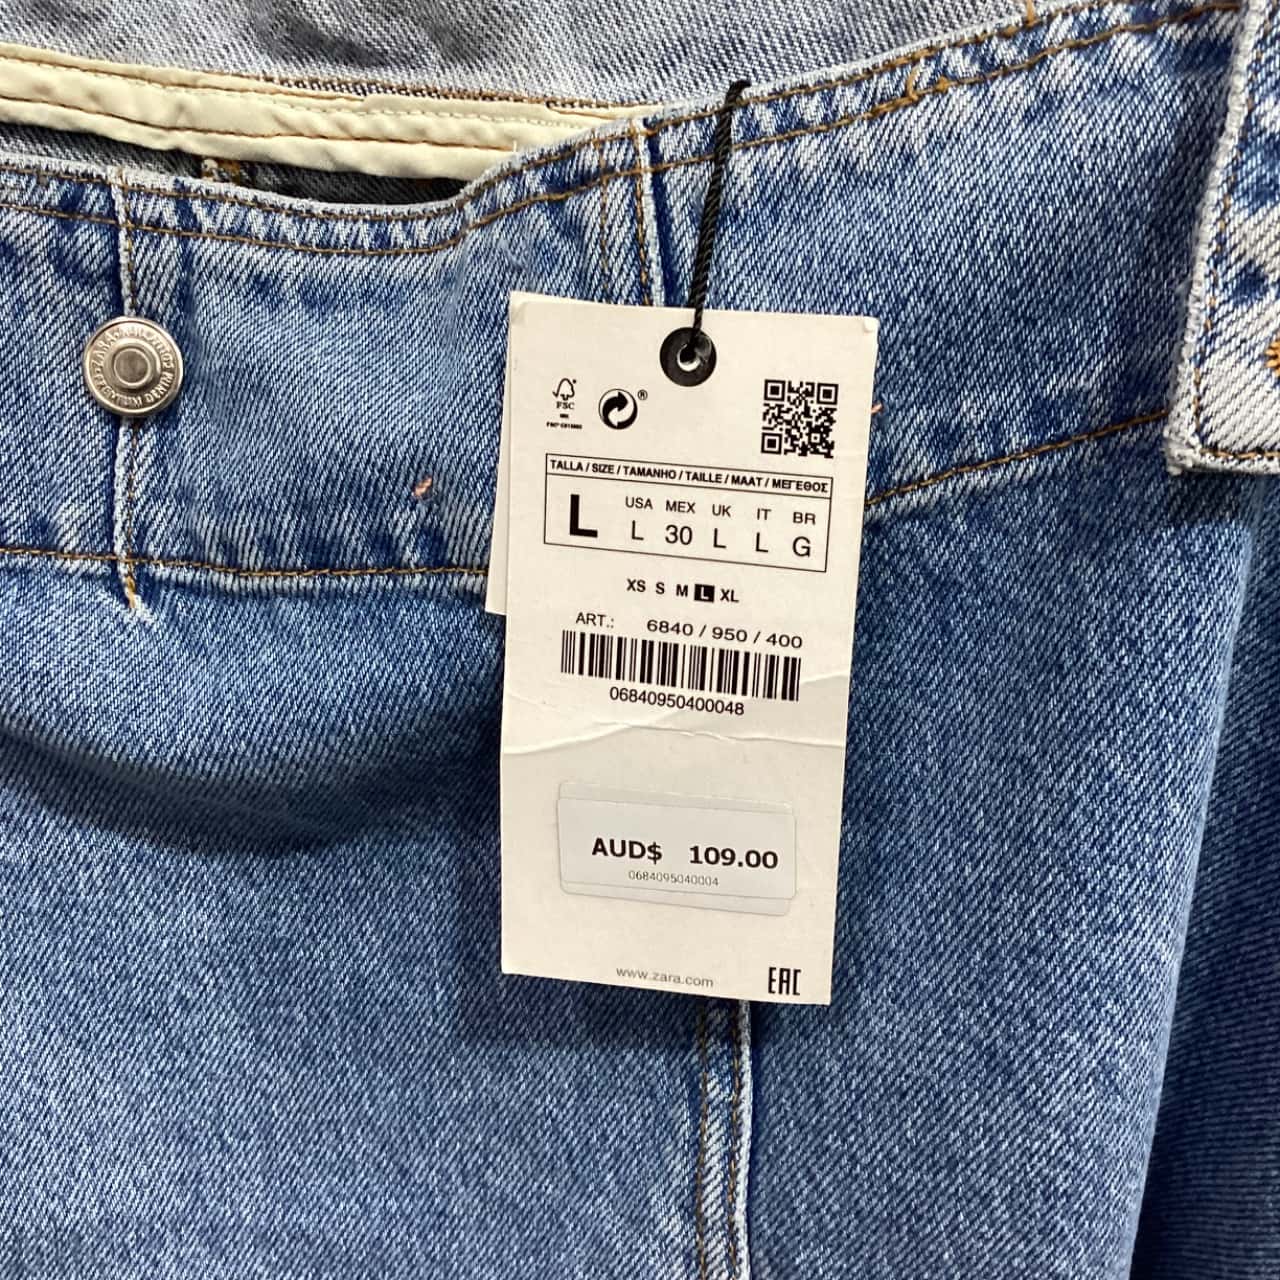 FSC
®
TALLA / SIZE / TAMANHO / TAILLE / MAAT / ΜΕΓΕΘΟΣ
L
USA MEX UK IT BR
L 30 L L G
XS S M L XL
ART.: 6840 / 950 / 400
06840950400048
AUD$ 109.00
0684095040004
www.zara.com
EAC